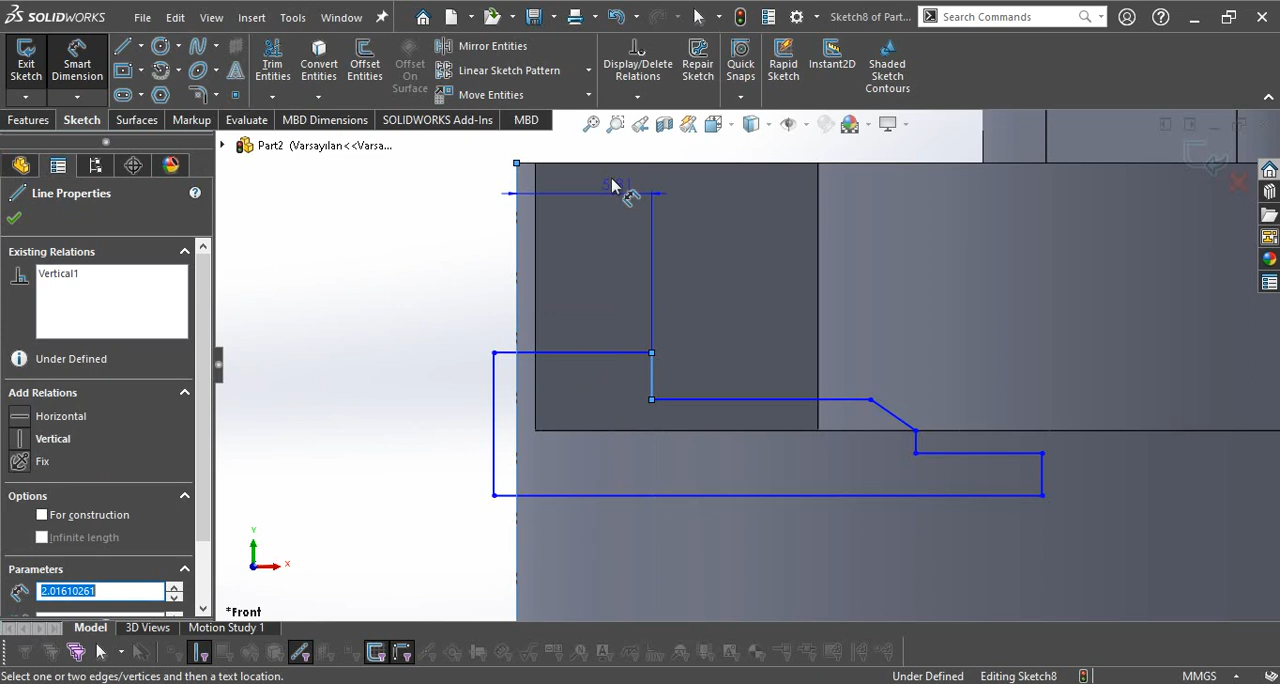 SOLIDWORKS
File Edit View Insert Tools Window
Sketch8 of Part...
Search Commands
Exit Sketch
Smart Dimension
Trim Entities
Convert Entities
Offset Entities
Offset On Surface
Mirror Entities
Linear Sketch Pattern
Move Entities
Display/Delete Relations
Repair Sketch
Quick Snaps
Rapid Sketch
Instant2D
Shaded Sketch Contours
Features Sketch Surfaces Markup Evaluate MBD Dimensions SOLIDWORKS Add-Ins MBD
Part2 (Varsayılan<<Varsa...
Line Properties
Existing Relations
Vertical1
Under Defined
Add Relations
Horizontal
Vertical
Fix
Options
For construction
Infinite length
Parameters
2.01610261
Y
X
*Front
Model 3D Views Motion Study 1
Select one or two edges/vertices and then a text location.
Under Defined Editing Sketch8 MMGS